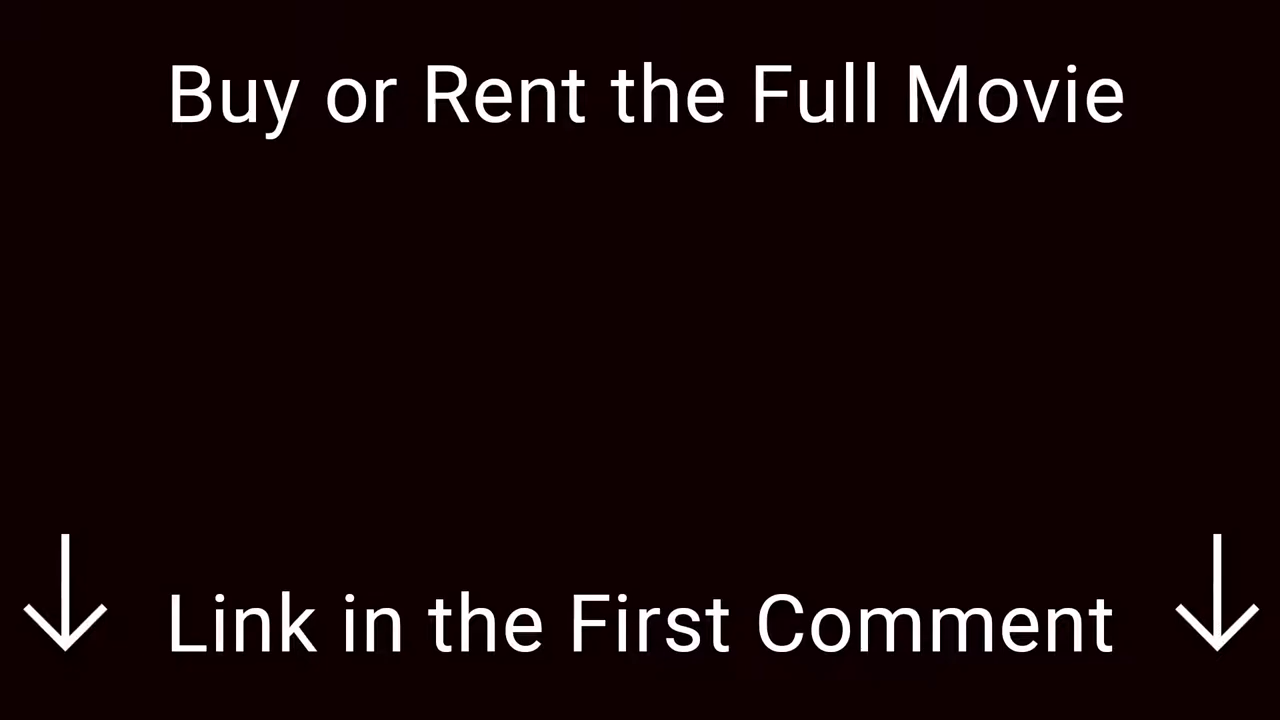 Buy or Rent the Full Movie
Link in the First Comment